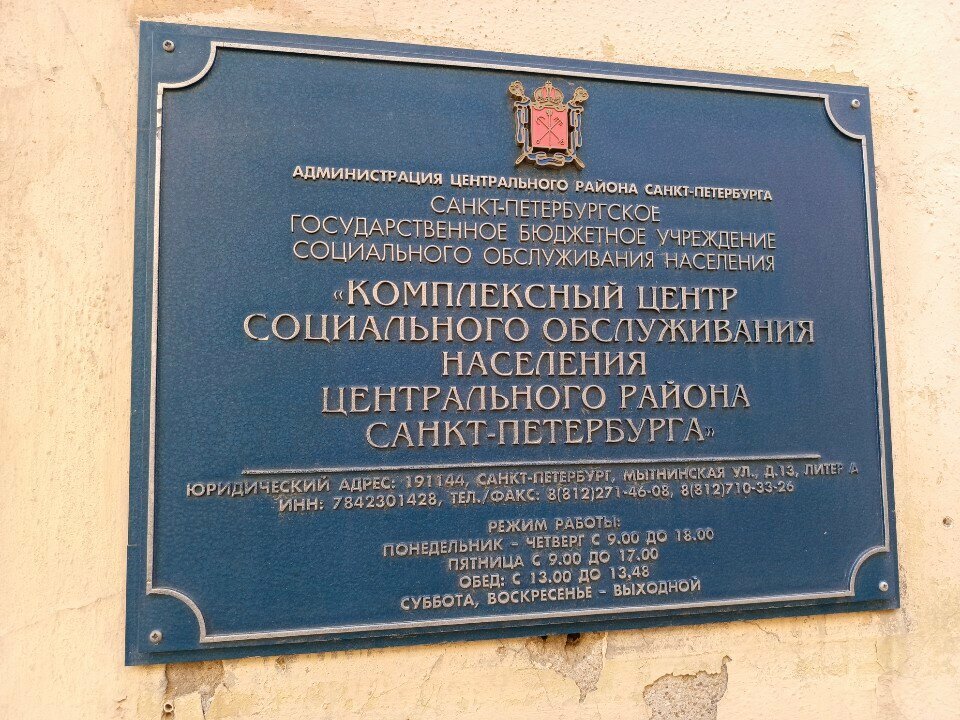 АДМИНИСТРАЦИЯ ЦЕНТРАЛЬНОГО РАЙОНА САНКТ-ПЕТЕРБУРГА
САНКТ-ПЕТЕРБУРГСКОЕ
ГОСУДАРСТВЕННОЕ БЮДЖЕТНОЕ УЧРЕЖДЕНИЕ
СОЦИАЛЬНОГО ОБСЛУЖИВАНИЯ НАСЕЛЕНИЯ
«КОМПЛЕКСНЫЙ ЦЕНТР
СОЦИАЛЬНОГО ОБСЛУЖИВАНИЯ
НАСЕЛЕНИЯ
ЦЕНТРАЛЬНОГО РАЙОНА
САНКТ-ПЕТЕРБУРГА»
ЮРИДИЧЕСКИЙ АДРЕС: 191144, САНКТ-ПЕТЕРБУРГ, МЫТНИНСКАЯ УЛ., Д.13, ЛИТЕР А
ИНН: 7842301428, ТЕЛ./ФАКС: 8(812)271-46-08, 8(812)710-33-26
РЕЖИМ РАБОТЫ:
ПОНЕДЕЛЬНИК – ЧЕТВЕРГ С 9.00 ДО 18.00
ПЯТНИЦА С 9.00 ДО 17.00
ОБЕД: С 13.00 ДО 13,48
СУББОТА, ВОСКРЕСЕНЬЕ – ВЫХОДНОЙ